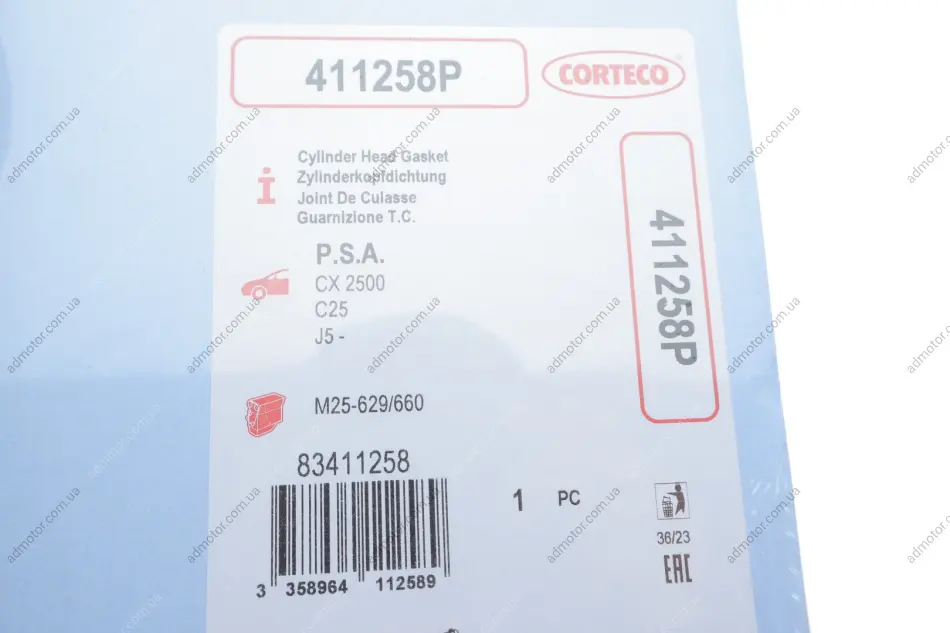 411258P
CORTECO
Cylinder Head Gasket
Zylinderkopfdichtung
Joint De Culasse
Guarnizione T.C.
P.S.A.
CX 2500
C25
J5 -
M25-629/660
83411258
3 358964 112589
1 PC
36/23
EAC
411258P
admotor.com.ua